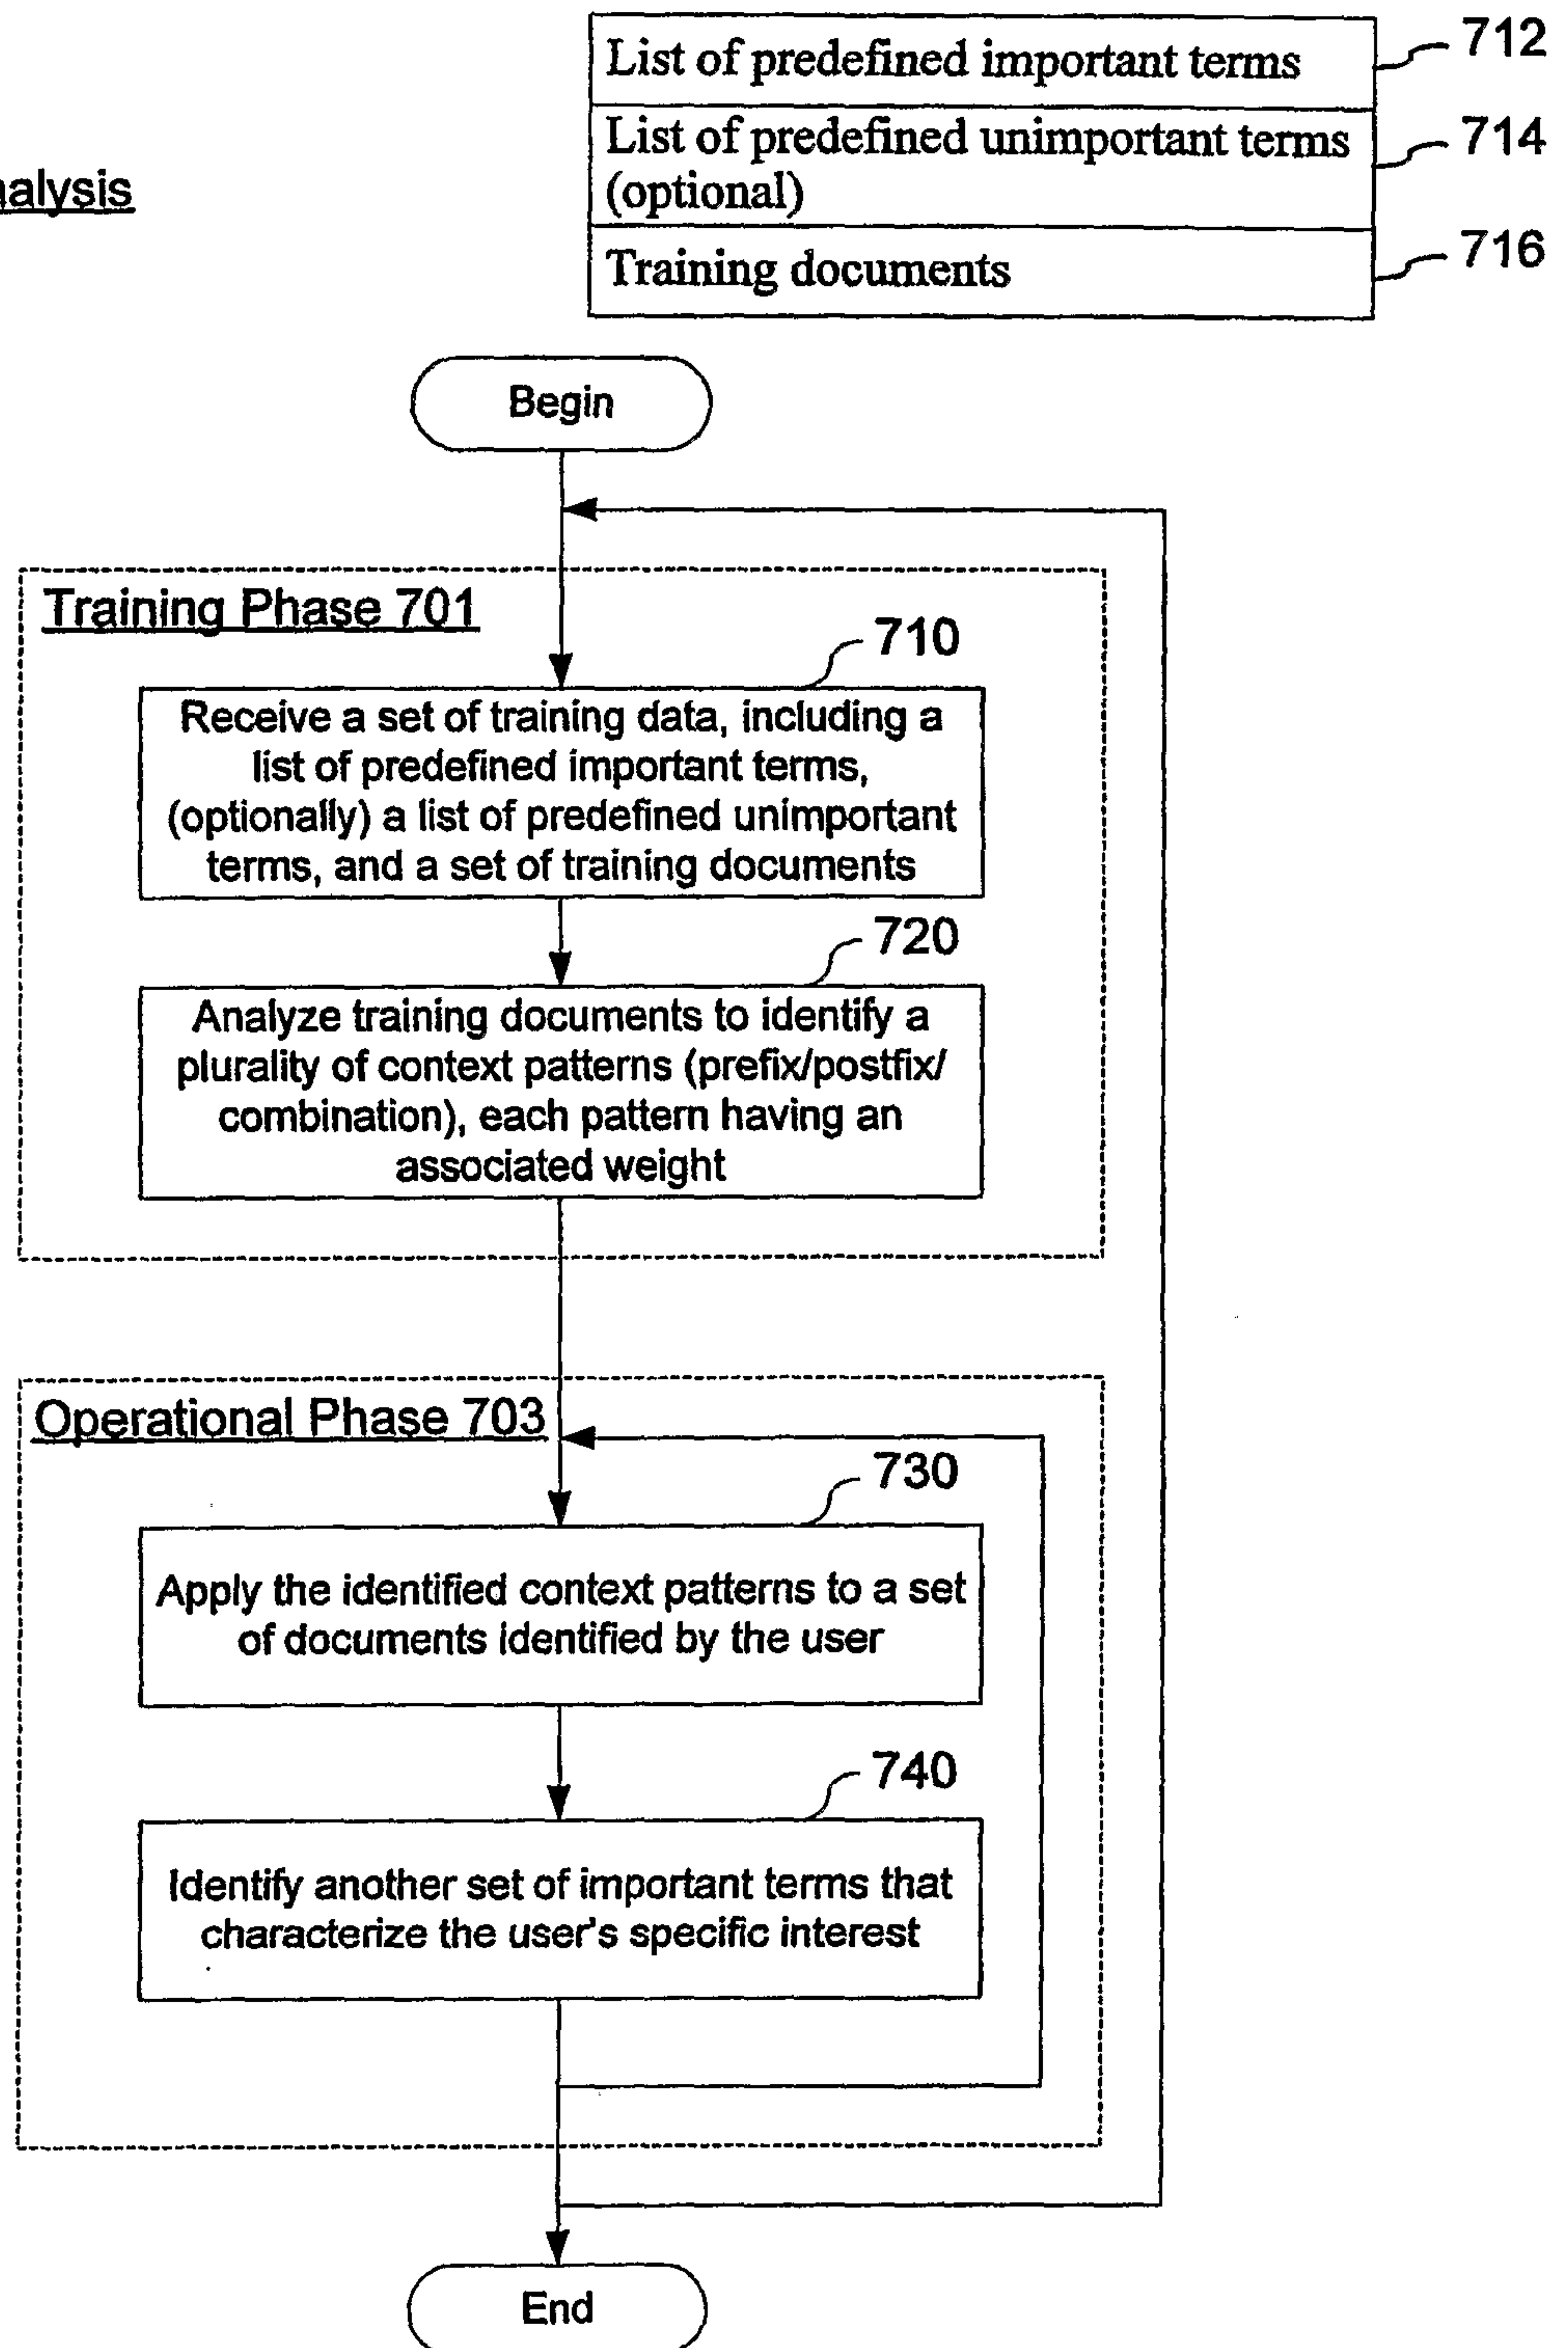 List of predefined important terms
712
List of predefined unimportant terms
(optional)
714
Training documents
716
nalysis
Begin
Training Phase 701
710
Receive a set of training data, including a
list of predefined important terms,
(optionally) a list of predefined unimportant
terms, and a set of training documents
720
Analyze training documents to identify a
plurality of context patterns (prefix/postfix/
combination), each pattern having an
associated weight
Operational Phase 703
730
Apply the identified context patterns to a set
of documents identified by the user
740
Identify another set of important terms that
characterize the user's specific interest
End